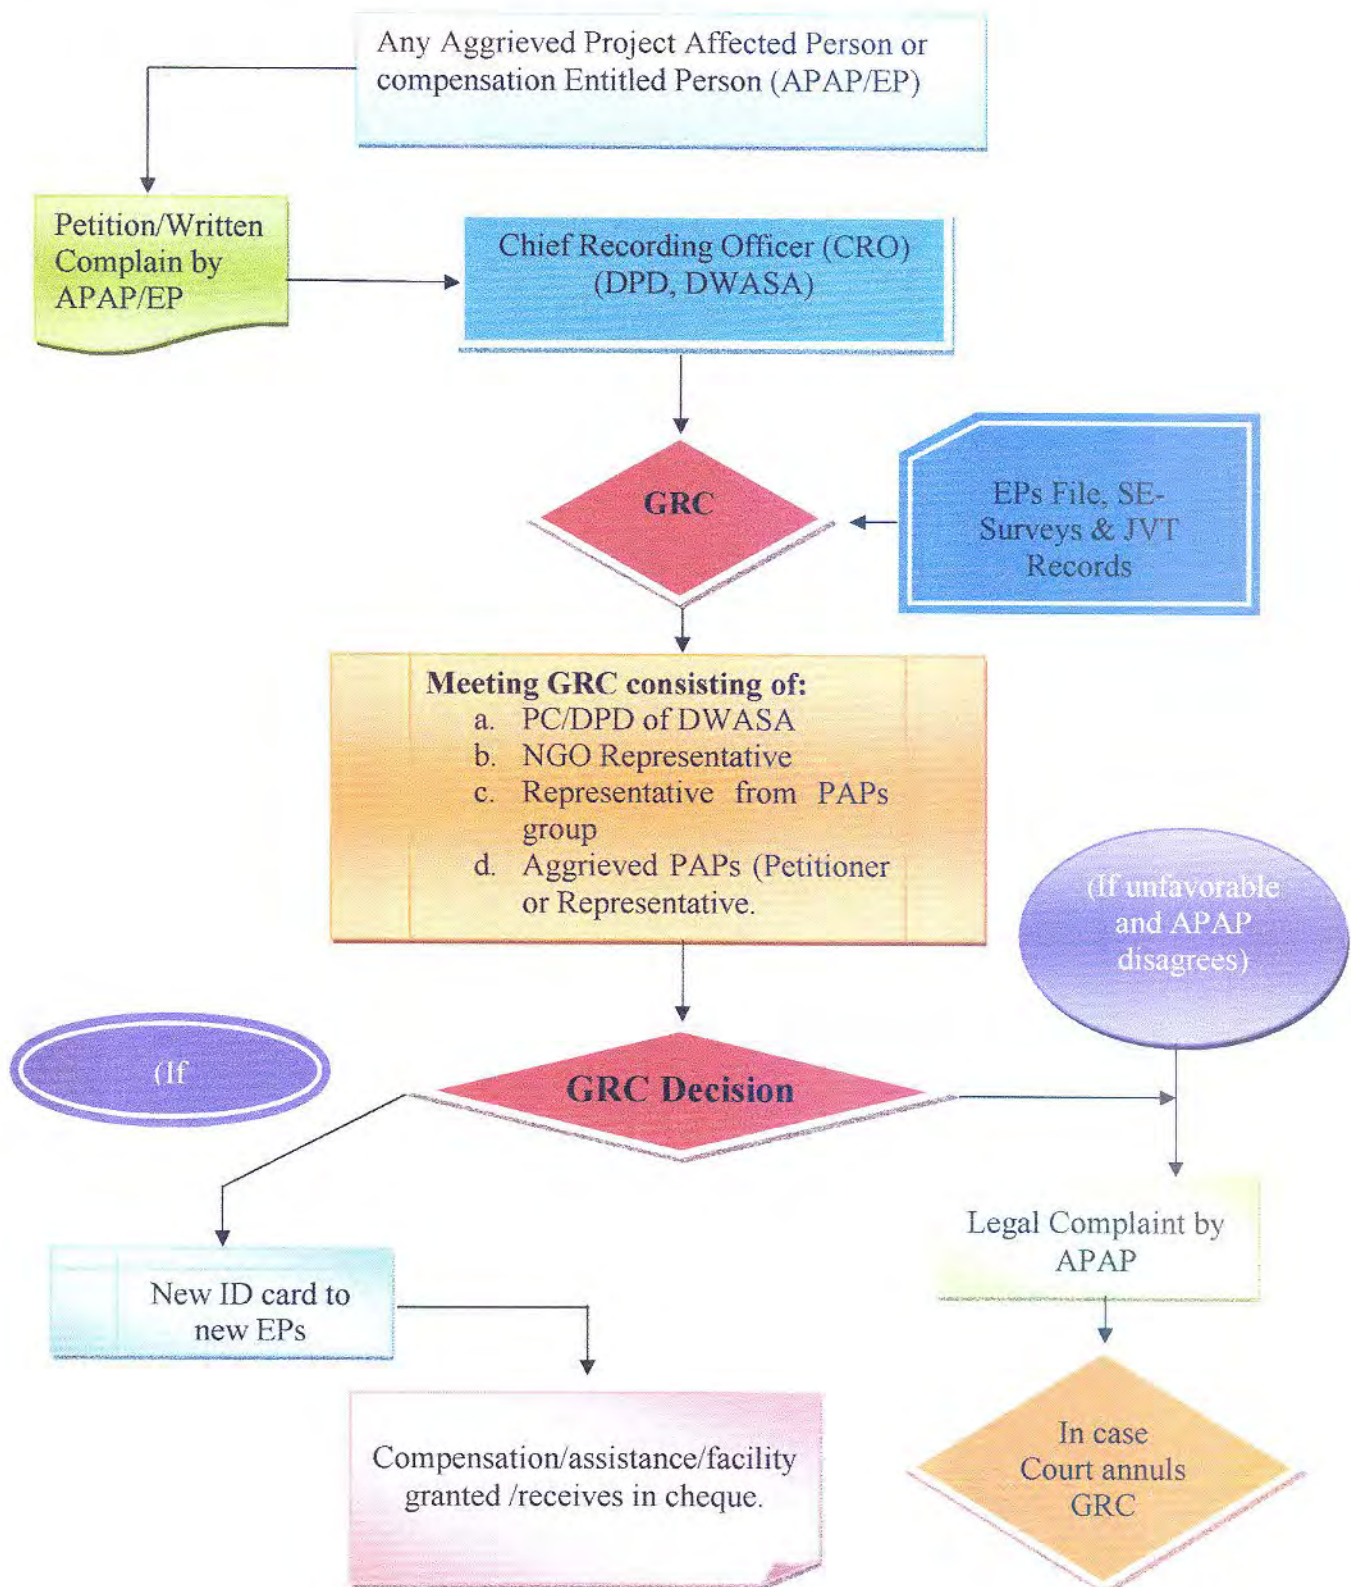 Any Aggrieved Project Affected Person or
compensation Entitled Person (APAP/EP)
Petition/Written
Complain by
APAP/EP
Chief Recording Officer (CRO)
(DPD, DWASA)
GRC
EPs File, SE-
Surveys & JVT
Records
Meeting GRC consisting of:
a. PC/DPD of DWASA
b. NGO Representative
c. Representative from PAPs
group
d. Aggrieved PAPs (Petitioner
or Representative.
(If unfavorable
and APAP
disagrees)
(If
GRC Decision
Legal Complaint by
APAP
New ID card to
new EPs
Compensation/assistance/facility
granted /receives in cheque.
In case
Court annuls
GRC